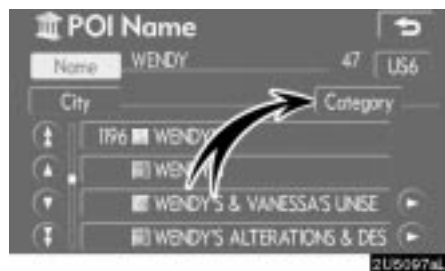 POI Name
Name WENDY 47 US6
City Category
1196 WENDY'
WEN
WENDY'S & VANESSA'S UNISE
WENDY'S ALTERATIONS & DES
2U5097aL